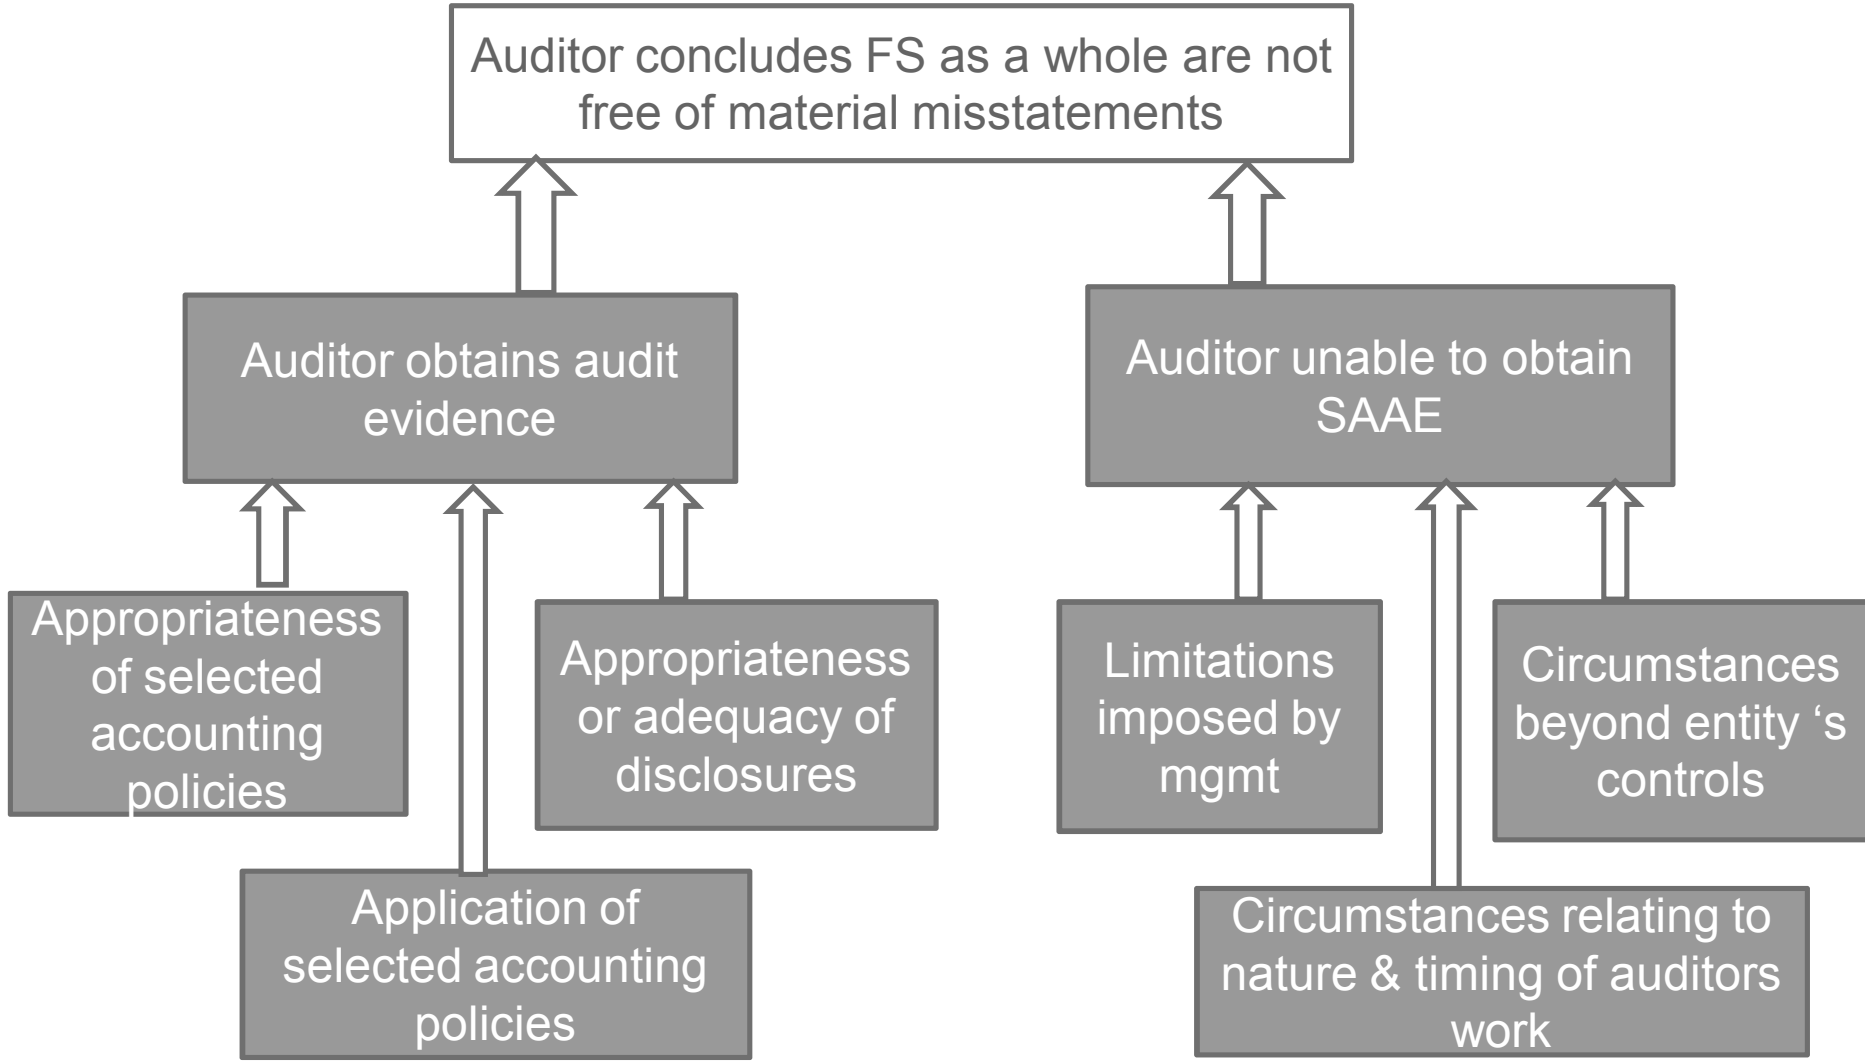 Auditor concludes FS as a whole are not
free of material misstatements
Auditor obtains audit
evidence
Auditor unable to obtain
SAAE
Appropriateness
of selected
accounting
policies
Appropriateness
or adequacy of
disclosures
Limitations
imposed by
mgmt
Circumstances
beyond entity ‘s
controls
Application of
selected accounting
policies
Circumstances relating to
nature & timing of auditors
work